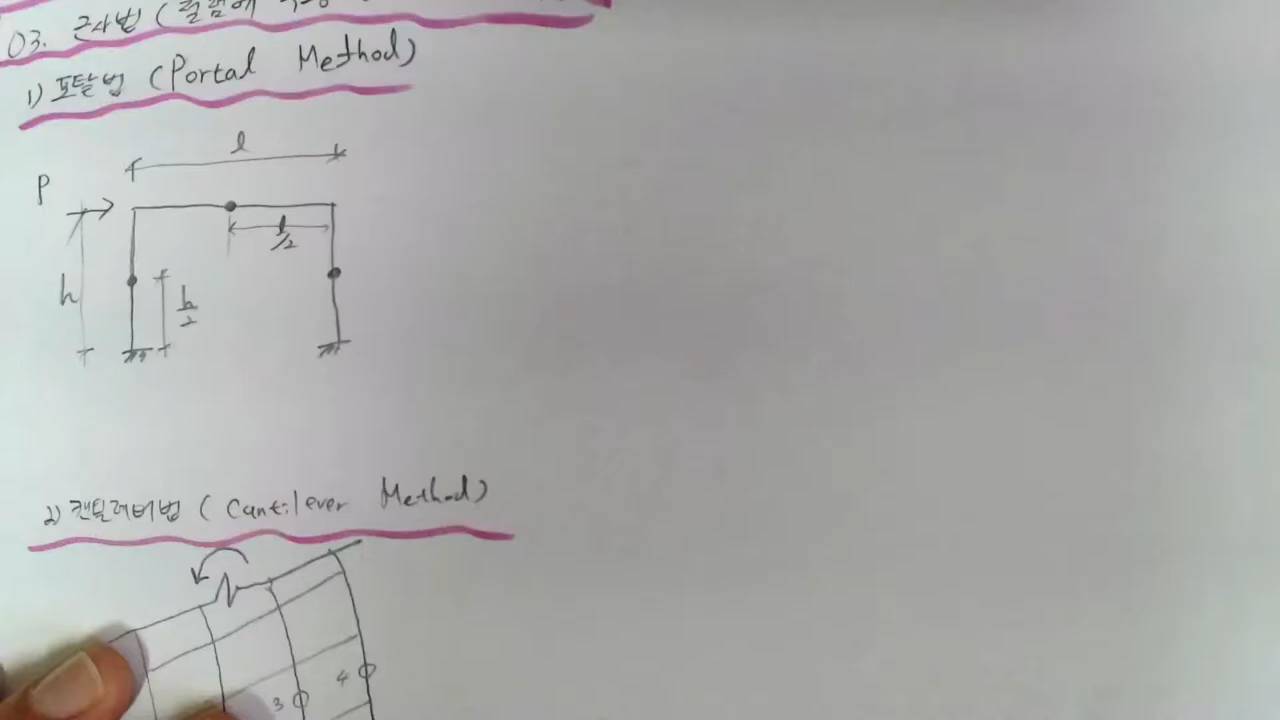 03. 근사법 (
1) 포탈법 (Portal Method)
l
P
l/2
h
h/2
2) 캔틸레버법 (Cantilever Method)
4
3